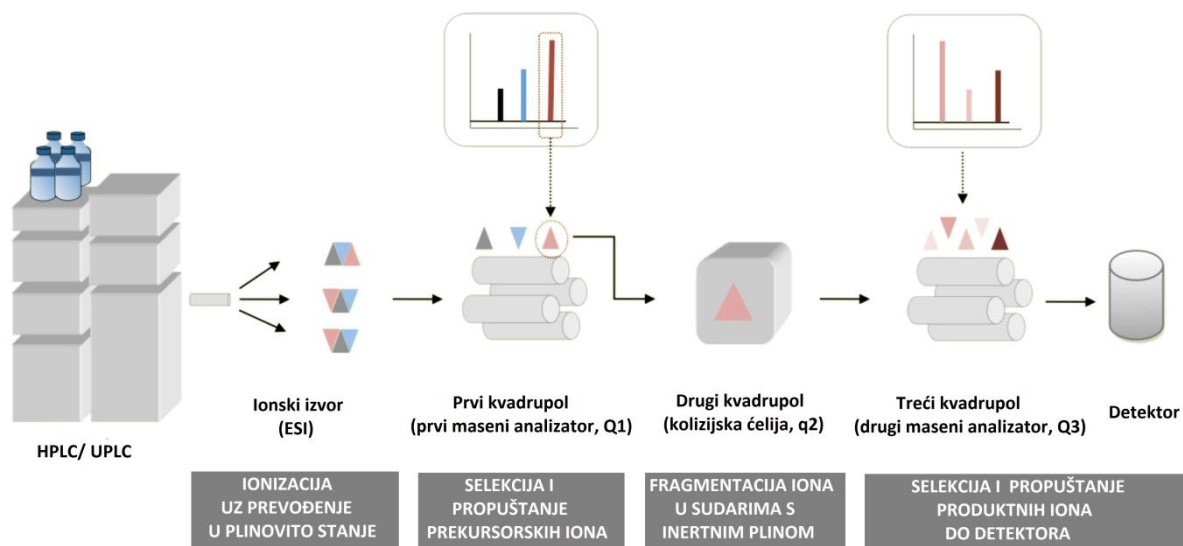 HPLC/ UPLC
Ionski izvor
(ESI)
Prvi kvadrupol
(prvi maseni analizator, Q1)
Drugi kvadrupol
(kolizijska ćelija, q2)
Treći kvadrupol
(drugi maseni analizator, Q3)
Detektor
IONIZACIJA
UZ PREVOĐENJE
U PLINOVITO STANJE
SELEKCIJA I
PROPUŠTANJE
PREKURSORSKIH IONA
FRAGMENTACIJA IONA
U SUDARIMA S
INERTNIM PLINOM
SELEKCIJA I PROPUŠTANJE
PRODUKTNIH IONA
DO DETEKTORA